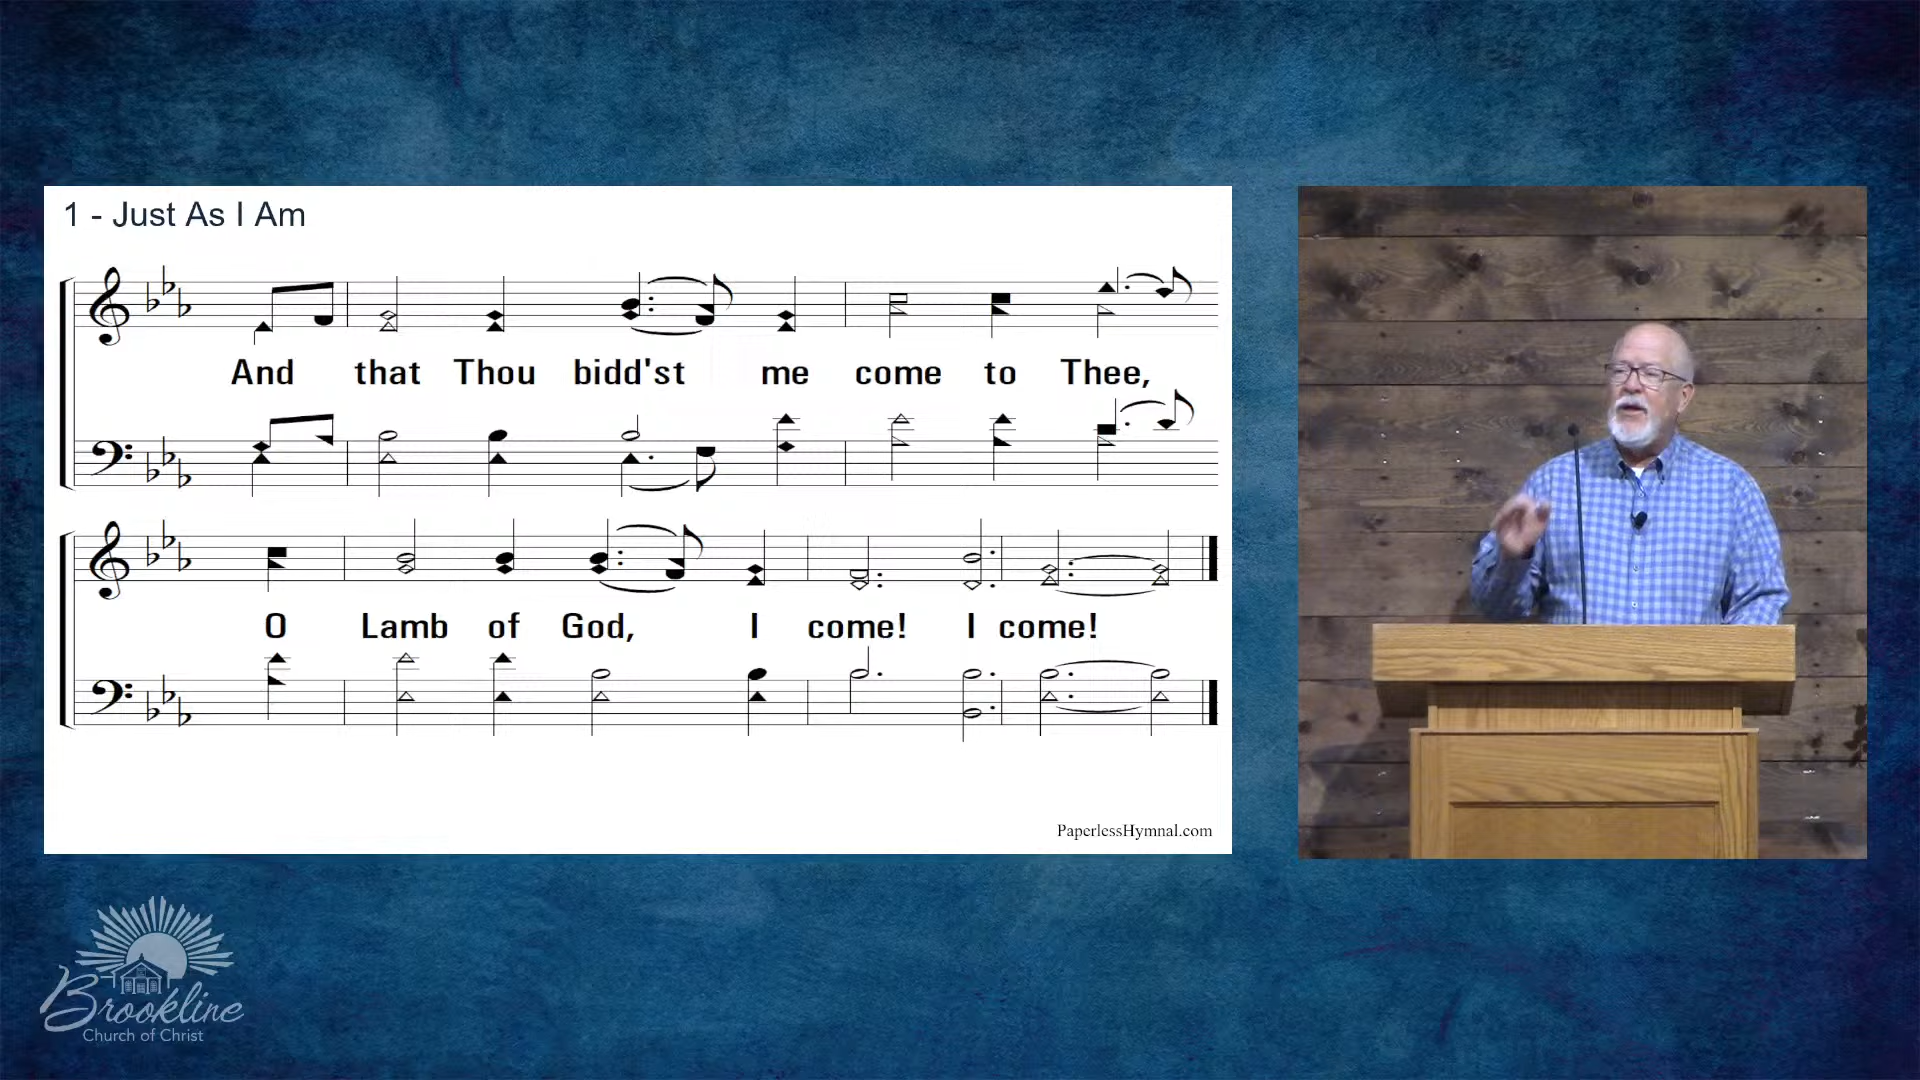 1 - Just As I Am
And that Thou bidd'st me come to Thee,
O Lamb of God, I come! I come!
PaperlessHymnal.com
Brookline
Church of Christ